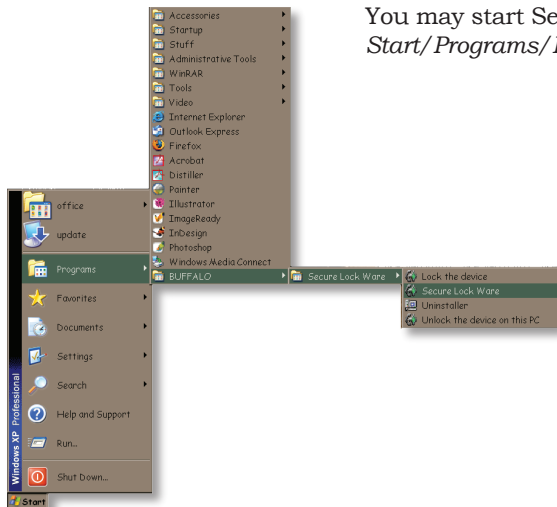 You may start Se
Start/Programs/
Accessories
Startup
Stuff
Administrative Tools
WinRAR
Tools
Video
Internet Explorer
Outlook Express
Firefox
Acrobat
Distiller
Painter
Illustrator
ImageReady
InDesign
Photoshop
Windows Media Connect
BUFFALO
Secure Lock Ware
Lock the device
Secure Lock Ware
Uninstaller
Unlock the device on this PC
office
update
Programs
Favorites
Documents
Settings
Search
Help and Support
Run...
Shut Down...
Windows XP Professional
Start